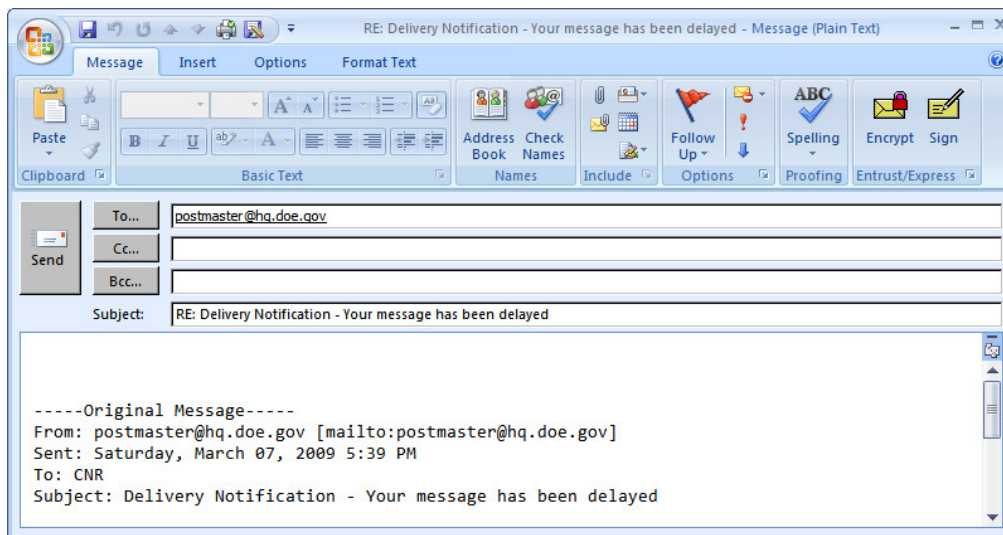 RE: Delivery Notification - Your message has been delayed - Message (Plain Text)
Message Insert Options Format Text
Paste
B I U ab A
A A
Address Book
Check Names
Follow Up
ABC
Spelling
Encrypt
Sign
Clipboard Basic Text Names Include Options Proofing Entrust/Express
Send
To... postmaster@hq.doe.gov
Cc...
Bcc...
Subject: RE: Delivery Notification - Your message has been delayed
-----Original Message-----
From: postmaster@hq.doe.gov [mailto:postmaster@hq.doe.gov]
Sent: Saturday, March 07, 2009 5:39 PM
To: CNR
Subject: Delivery Notification - Your message has been delayed